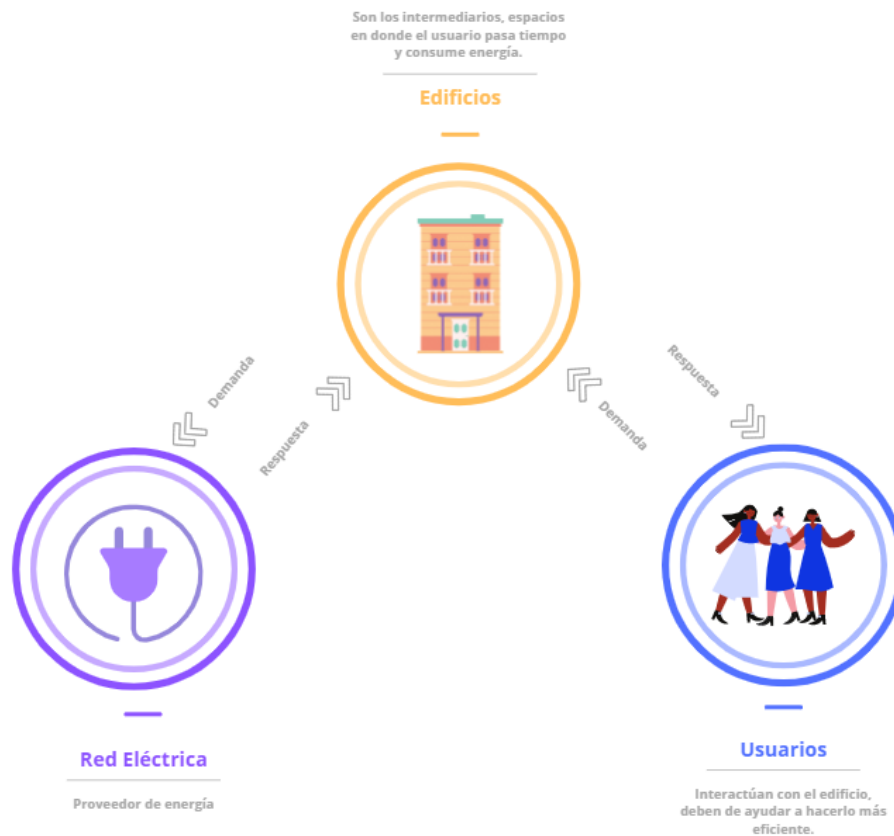 Son los intermediarios, espacios
en donde el usuario pasa tiempo
y consume energía.
Edificios
Demanda
Respuesta
Respuesta
Demanda
Red Eléctrica
Proveedor de energía
Usuarios
Interactúan con el edificio,
deben de ayudar a hacerlo más
eficiente.